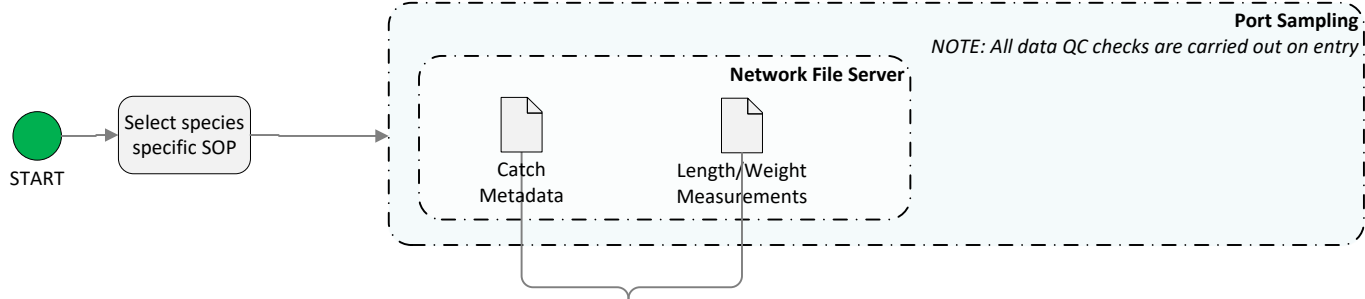 Port Sampling
NOTE: All data QC checks are carried out on entry
Network File Server
Select species
specific SOP
START
Catch
Metadata
Length/Weight
Measurements